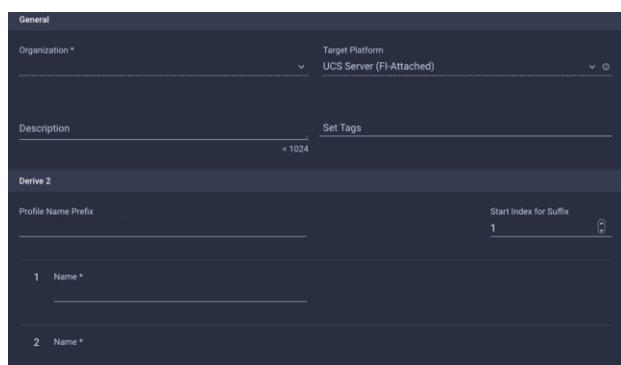 General
Organization *
Target Platform
UCS Server (FI-Attached)
Description
Set Tags
< 1024
Derive 2
Profile Name Prefix
Start Index for Suffix
1
1 Name *
2 Name *